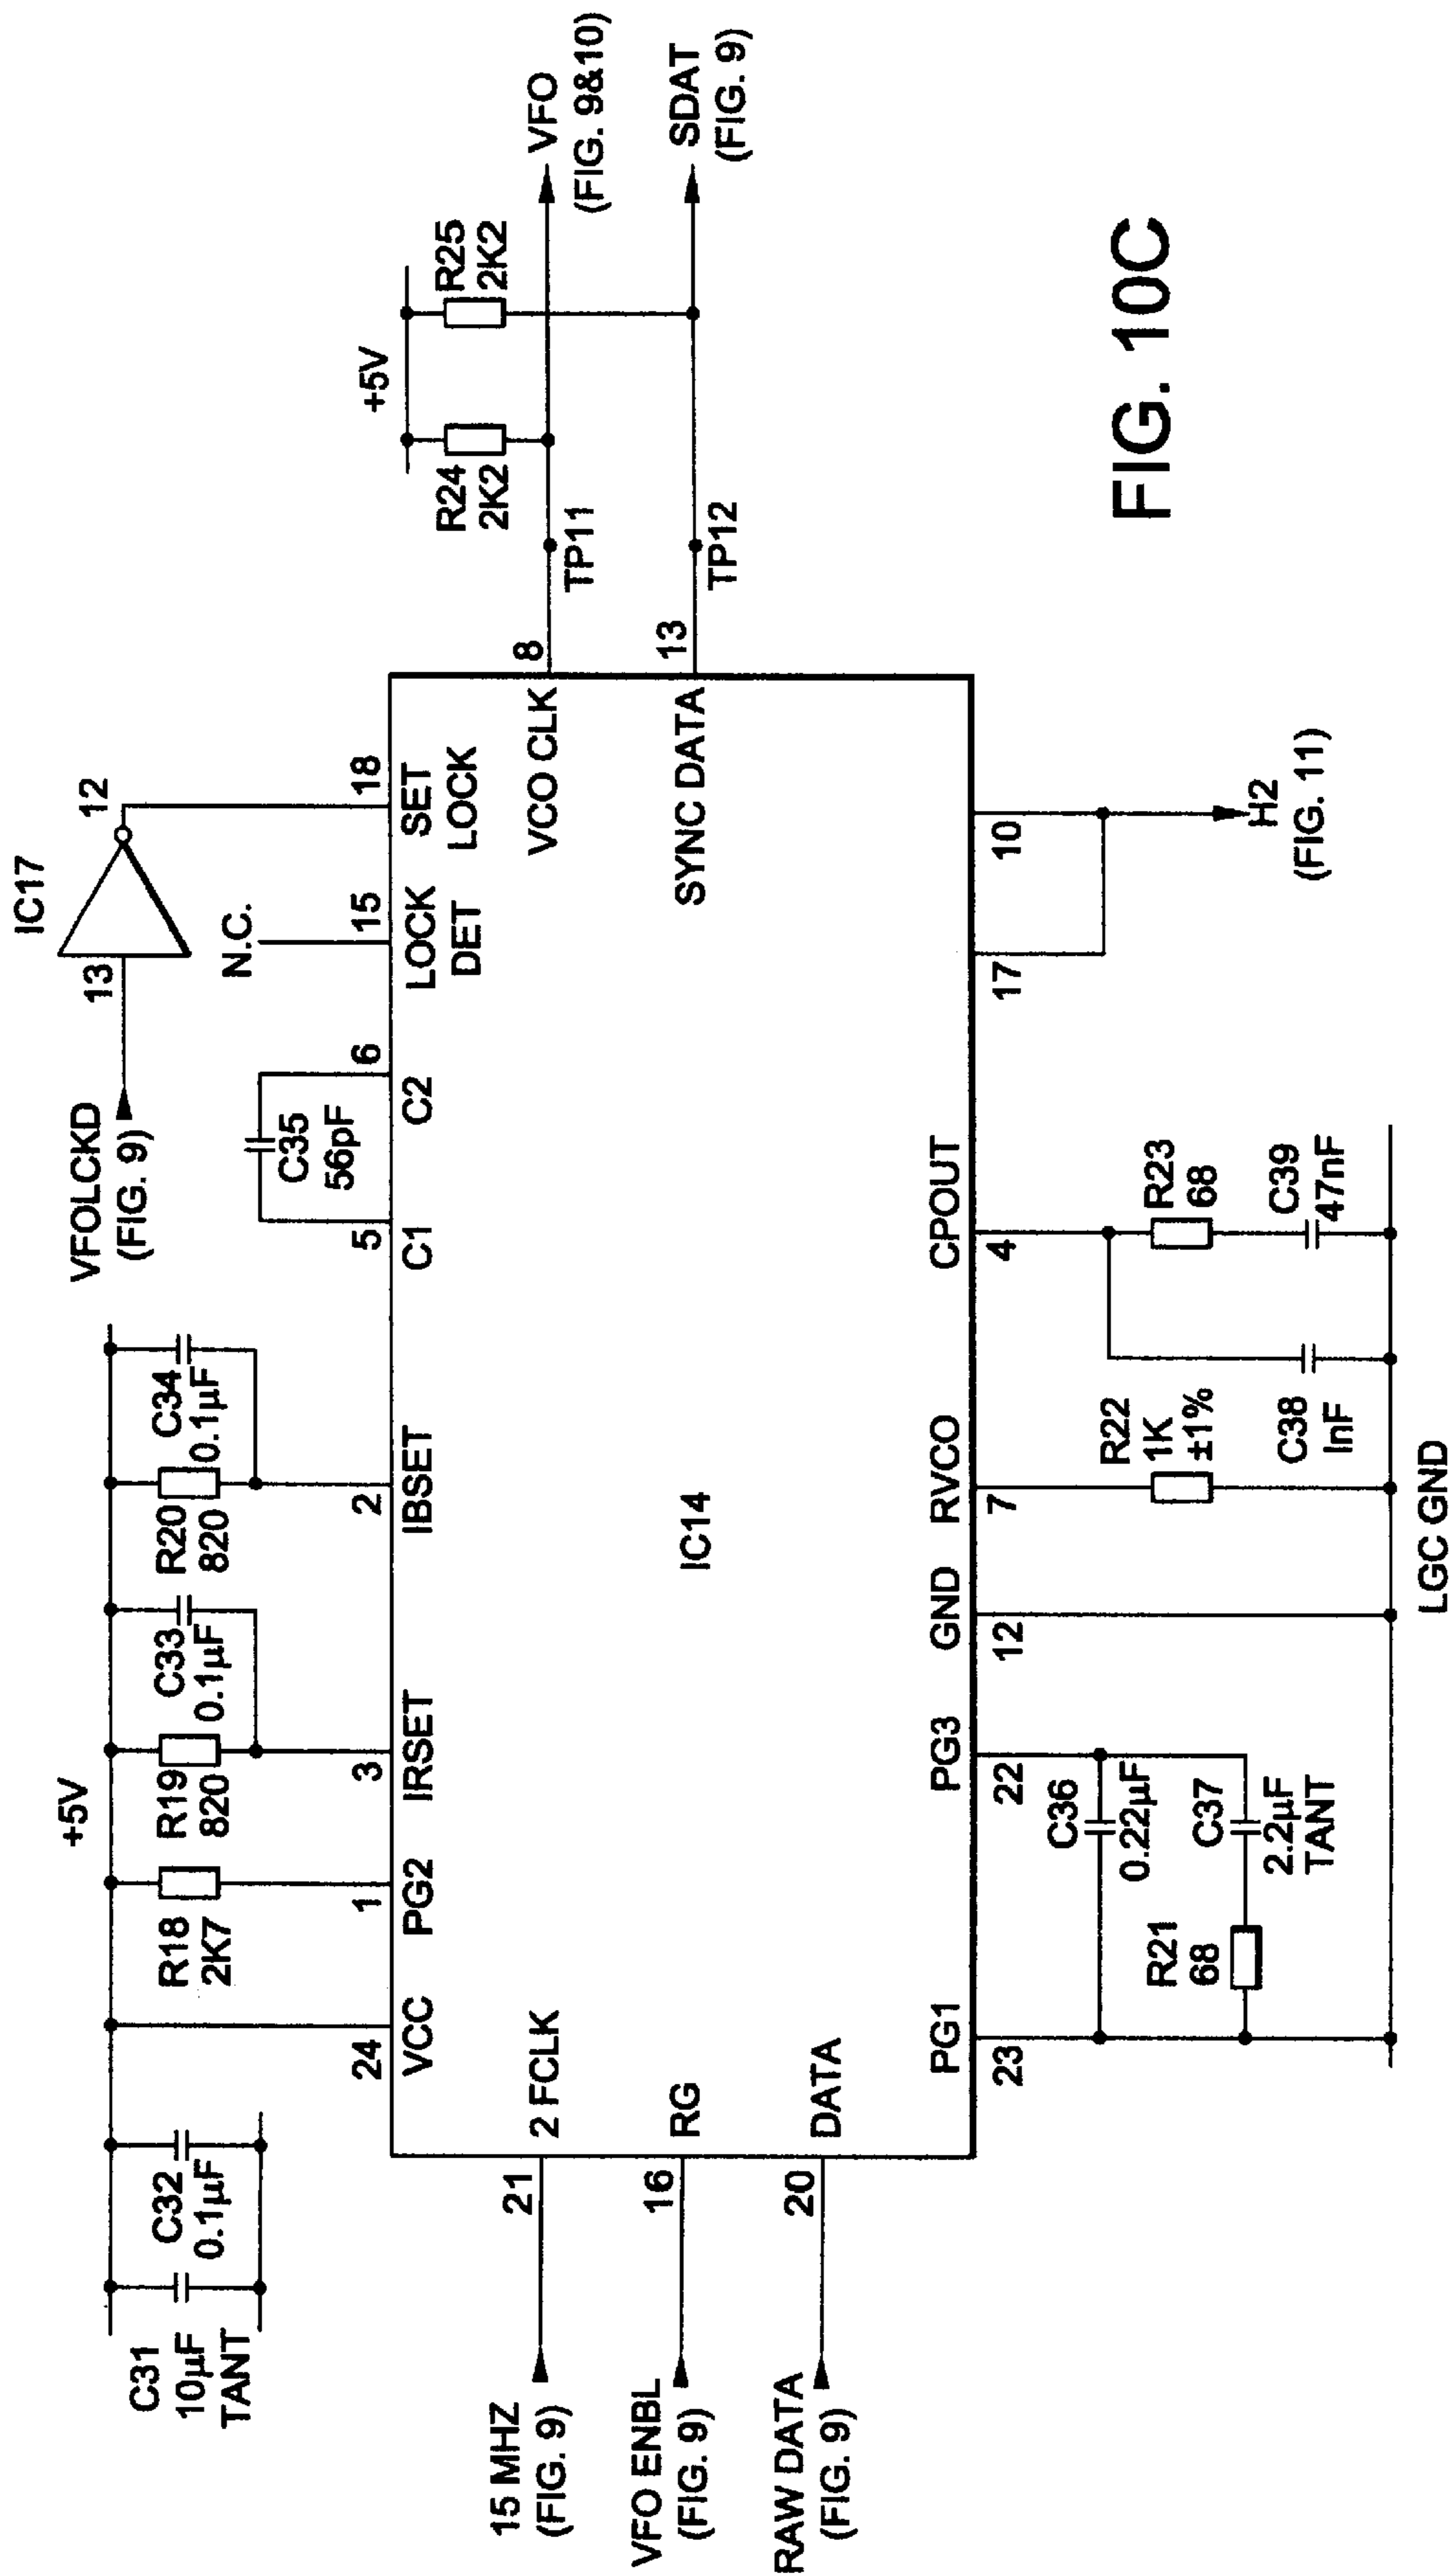 C31
10µF
TANT
C32
0.1µF
+5V
R18
2K7
R19
820
C33
0.1µF
R20
820
C34
0.1µF
VFOLCKD
(FIG. 9)
13
IC17
12
N.C.
C35
56pF
24
VCC
1
PG2
3
IRSET
2
IBSET
5
C1
6
C2
15
LOCK
DET
18
SET
LOCK
15 MHZ
(FIG. 9)
21
2 FCLK
VFO ENBL
(FIG. 9)
16
RG
RAW DATA
(FIG. 9)
20
DATA
IC14
VCO CLK
8
TP11
SYNC DATA
13
TP12
+5V
R24
2K2
R25
2K2
VFO
(FIG. 9&10)
SDAT
(FIG. 9)
PG1
23
PG3
22
GND
12
RVCO
7
CPOUT
4
17
10
H2
(FIG. 11)
C36
0.22µF
R21
68
C37
2.2µF
TANT
R22
1K
±1%
C38
InF
R23
68
C39
47nF
LGC GND
FIG. 10C